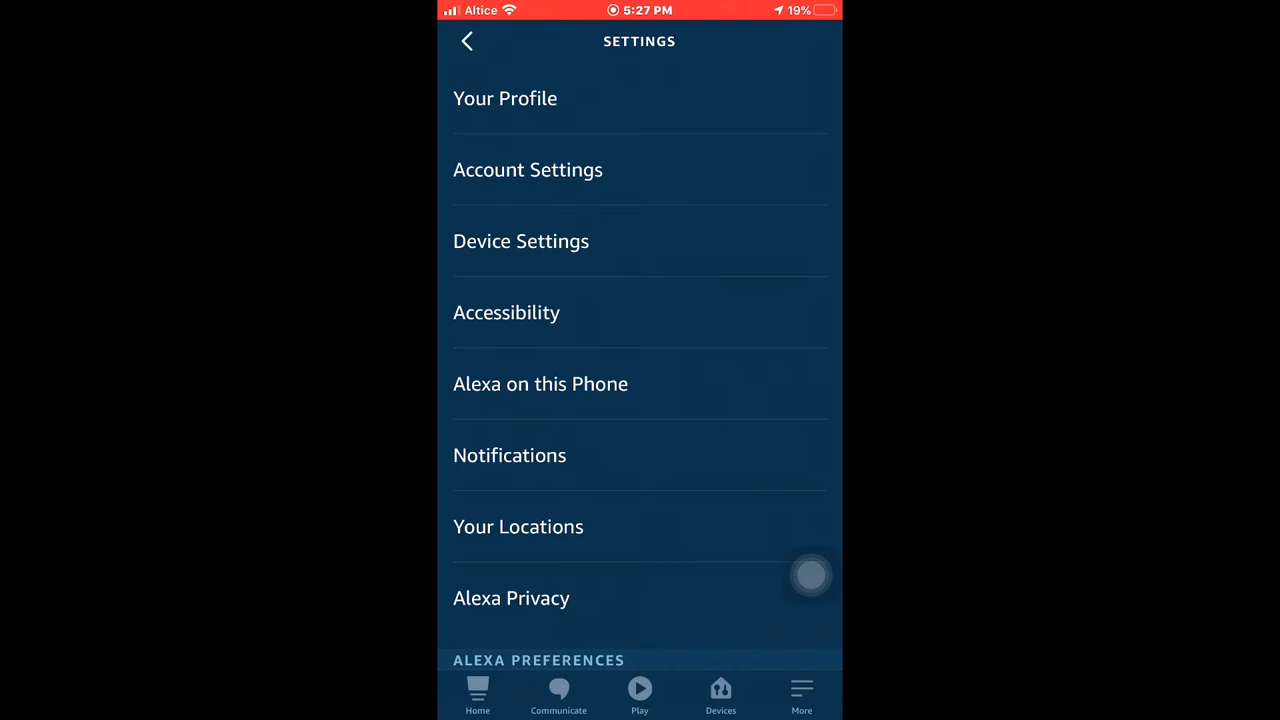 Altice 5:27 PM 19%
SETTINGS
Your Profile
Account Settings
Device Settings
Accessibility
Alexa on this Phone
Notifications
Your Locations
Alexa Privacy
ALEXA PREFERENCES
Home Communicate Play Devices More